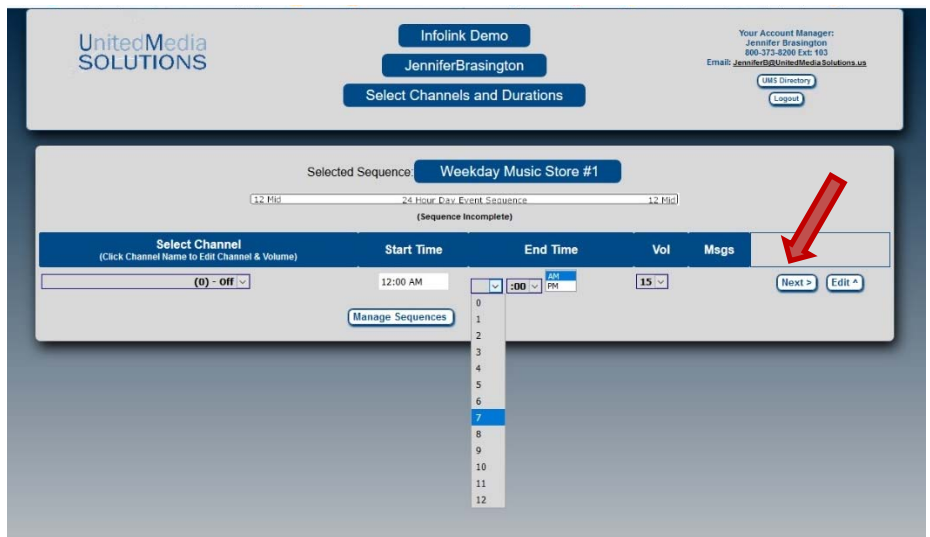 UnitedMedia
SOLUTIONS
Infolink Demo
JenniferBrasington
Select Channels and Durations
Your Account Manager:
Jennifer Brasington
800-373-8200 Ext: 103
Email: JenniferB@UnitedMediaSolutions.us
UMS Directory
Logout
Selected Sequence: Weekday Music Store #1
12 Mid 24 Hour Day Event Sequence 12 Mid
(Sequence Incomplete)
Select Channel
(Click Channel Name to Edit Channel & Volume)
Start Time
End Time
Vol
Msgs
(0) - Off
12:00 AM
:00
AM
PM
15
Next >
Edit ^
Manage Sequences
0
1
2
3
4
5
6
7
8
9
10
11
12